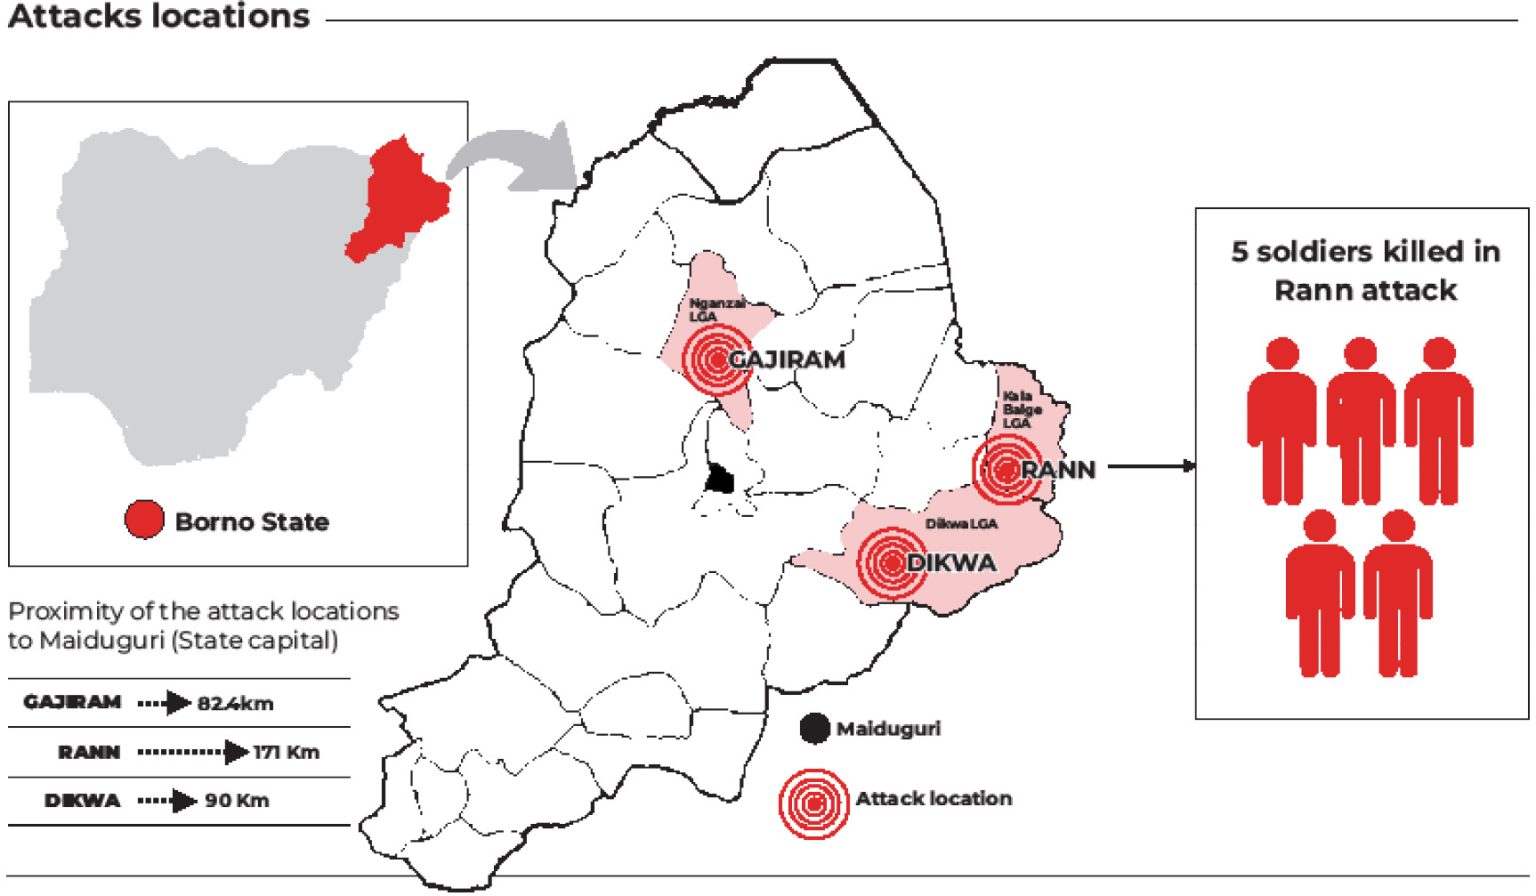 Attacks locations
Borno State
Proximity of the attack locations
to Maiduguri (State capital)
GAJIRAM 82.4km
RANN 171 Km
DIKWA 90 Km
Nganzai
LGA
GAJIRAM
Kala
Balge
LGA
RANN
Dikwa LGA
DIKWA
Maiduguri
Attack location
5 soldiers killed in
Rann attack